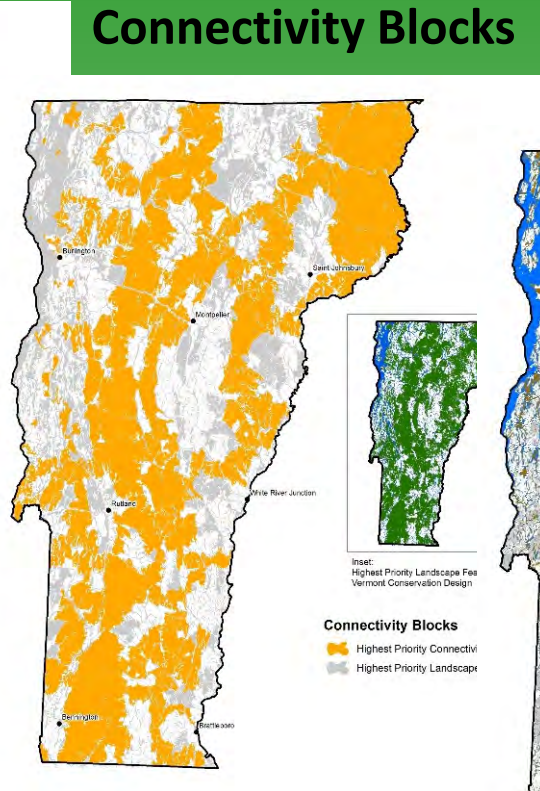 Connectivity Blocks
Burlington
Saint Johnsbury
Montpelier
White River Junction
Rutland
Inset:
Highest Priority Landscape Fea
Vermont Conservation Design
Connectivity Blocks
Highest Priority Connectivi
Highest Priority Landscape
Bennington
Brattleboro